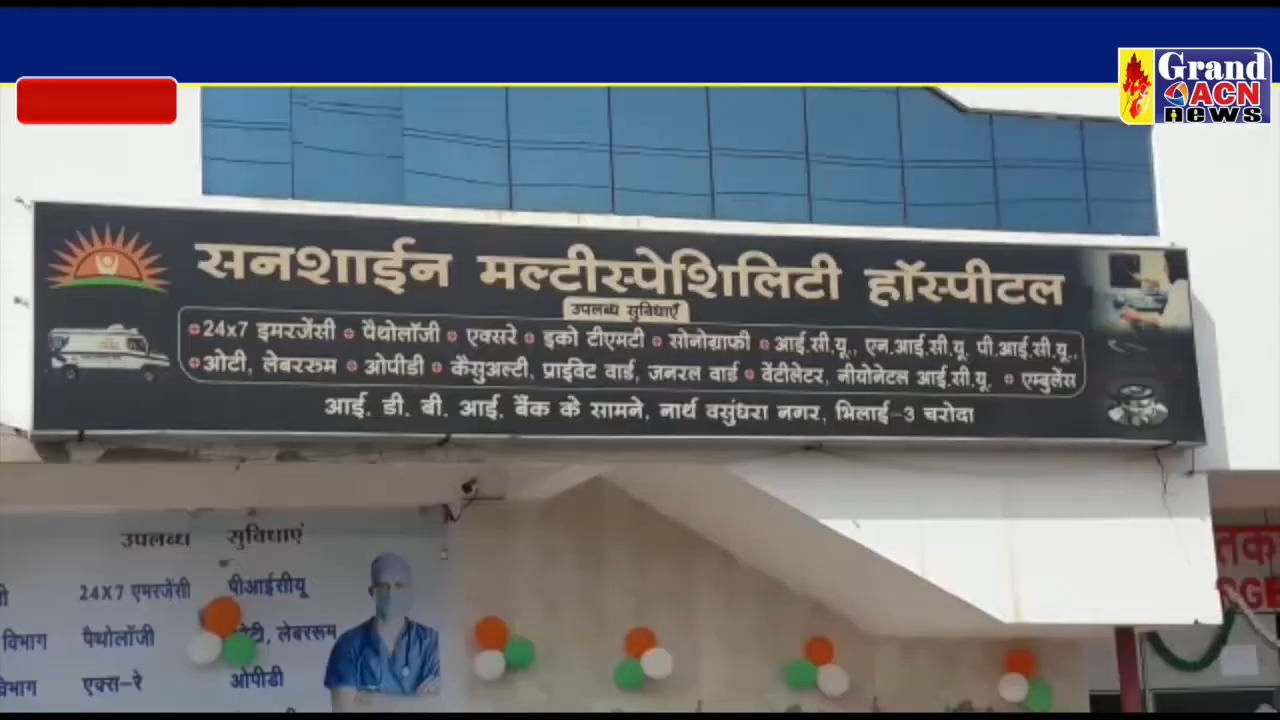 Grand
ACN
news
सनशाईन मल्टीस्पेशिलिटी हॉस्पीटल
उपलब्ध सुविधाएँ
24x7 इमरजेंसी पैथोलॉजी एक्सरे इको टीएमटी सोनोग्राफी आई.सी.यू., एन.आई.सी.यू. पी.आई.सी.यू.,
ओटी, लेबररुम ओपीडी कैसुअल्टी, प्राईवेट वार्ड, जनरल वार्ड वेंटीलेटर, नीयोनेटल आई.सी.यू. एम्बुलेंस
आई. डी. बी. आई. बैंक के सामने, नार्थ वसुंधरा नगर, भिलाई-3 चरोदा
उपलब्ध सुविधाएं
24X7 एमरजेंसी पीआईसीयू
विभाग पैथोलॉजी लेबररूम
एक्स-रे ओपीडी